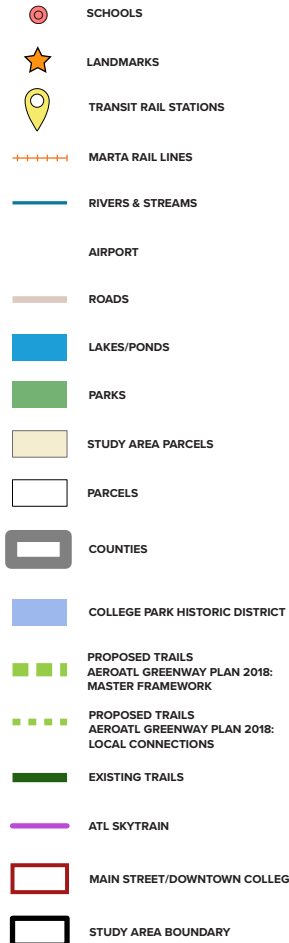 SCHOOLS
LANDMARKS
TRANSIT RAIL STATIONS
MARTA RAIL LINES
RIVERS & STREAMS
AIRPORT
ROADS
LAKES/PONDS
PARKS
STUDY AREA PARCELS
PARCELS
COUNTIES
COLLEGE PARK HISTORIC DISTRICT
PROPOSED TRAILS
AEROATL GREENWAY PLAN 2018:
MASTER FRAMEWORK
PROPOSED TRAILS
AEROATL GREENWAY PLAN 2018:
LOCAL CONNECTIONS
EXISTING TRAILS
ATL SKYTRAIN
MAIN STREET/DOWNTOWN COLLEG
STUDY AREA BOUNDARY